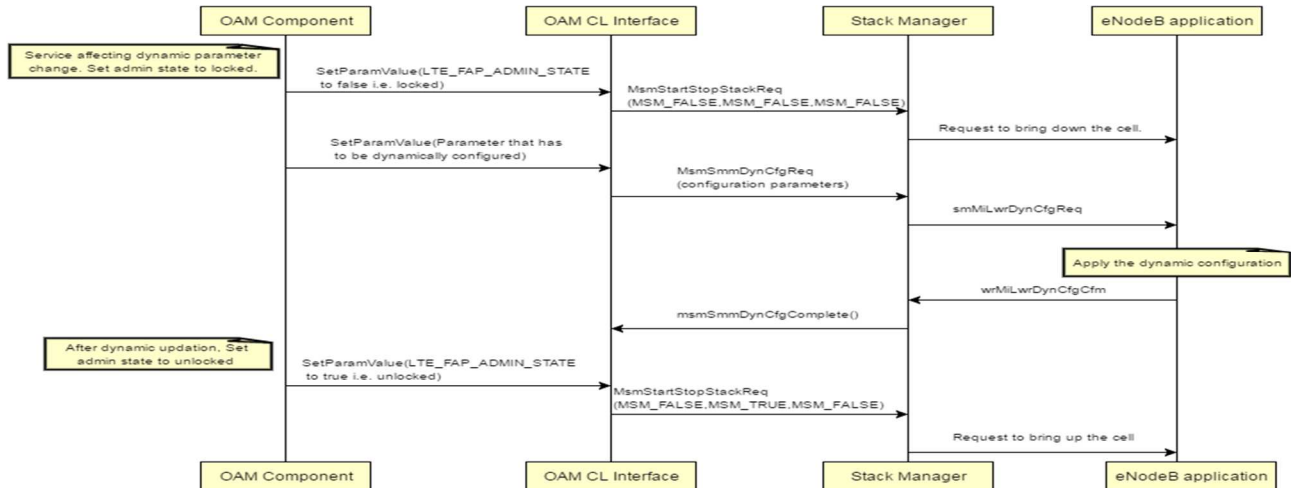 OAM Component
OAM CL Interface
Stack Manager
eNodeB application
Service affecting dynamic parameter
change. Set admin state to locked.
SetParamValue(LTE_FAP_ADMIN_STATE
to false i.e. locked)
MsmStartStopStackReq
(MSM_FALSE,MSM_FALSE,MSM_FALSE)
Request to bring down the cell.
SetParamValue(Parameter that has
to be dynamically configured)
MsmSmmDynCfgReq
(configuration parameters)
smMiLwrDynCfgReq
Apply the dynamic configuration
wrMiLwrDynCfgCfm
msmSmmDynCfgComplete()
After dynamic updation, Set
admin state to unlocked
SetParamValue(LTE_FAP_ADMIN_STATE
to true i.e. unlocked)
MsmStartStopStackReq
(MSM_FALSE,MSM_TRUE,MSM_FALSE)
Request to bring up the cell
OAM Component
OAM CL Interface
Stack Manager
eNodeB application